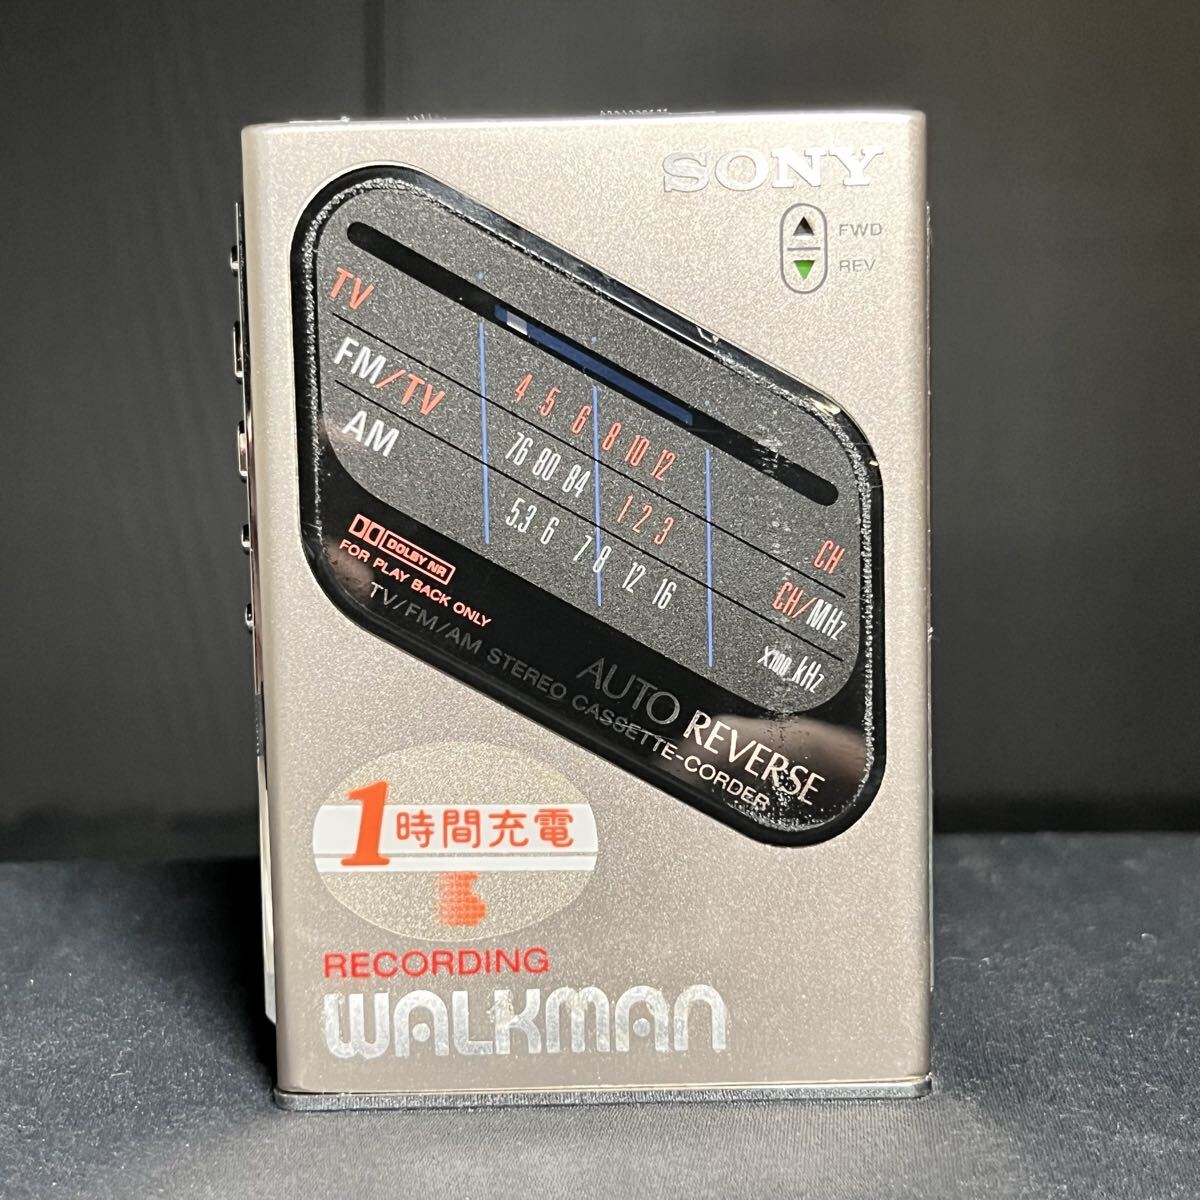 SONY
FWD
REV
TV
4 5 6 8 10 12
CH
FM/TV
76 80 84 1 2 3
CH/MHz
AM
5.3 6 7 8 12 16
x100 kHz
DOLBY NR
FOR PLAY BACK ONLY
AUTO REVERSE
TV/FM/AM STEREO CASSETTE-CORDER
1時間充電
RECORDING
WALKMAN